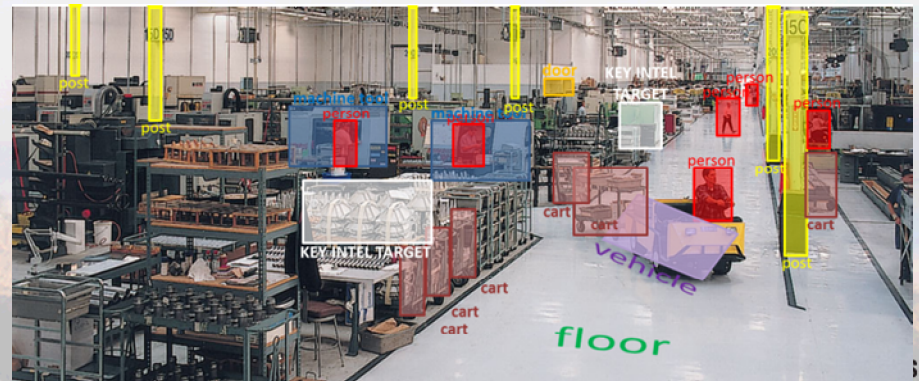 post
post
post
post
15C
door
KEY INTEL
TARGET
person
person
person
machine tool
person
machine tool
person
post
cart
cart
cart
KEY INTEL TARGET
vehicle
post
cart
cart
cart
floor